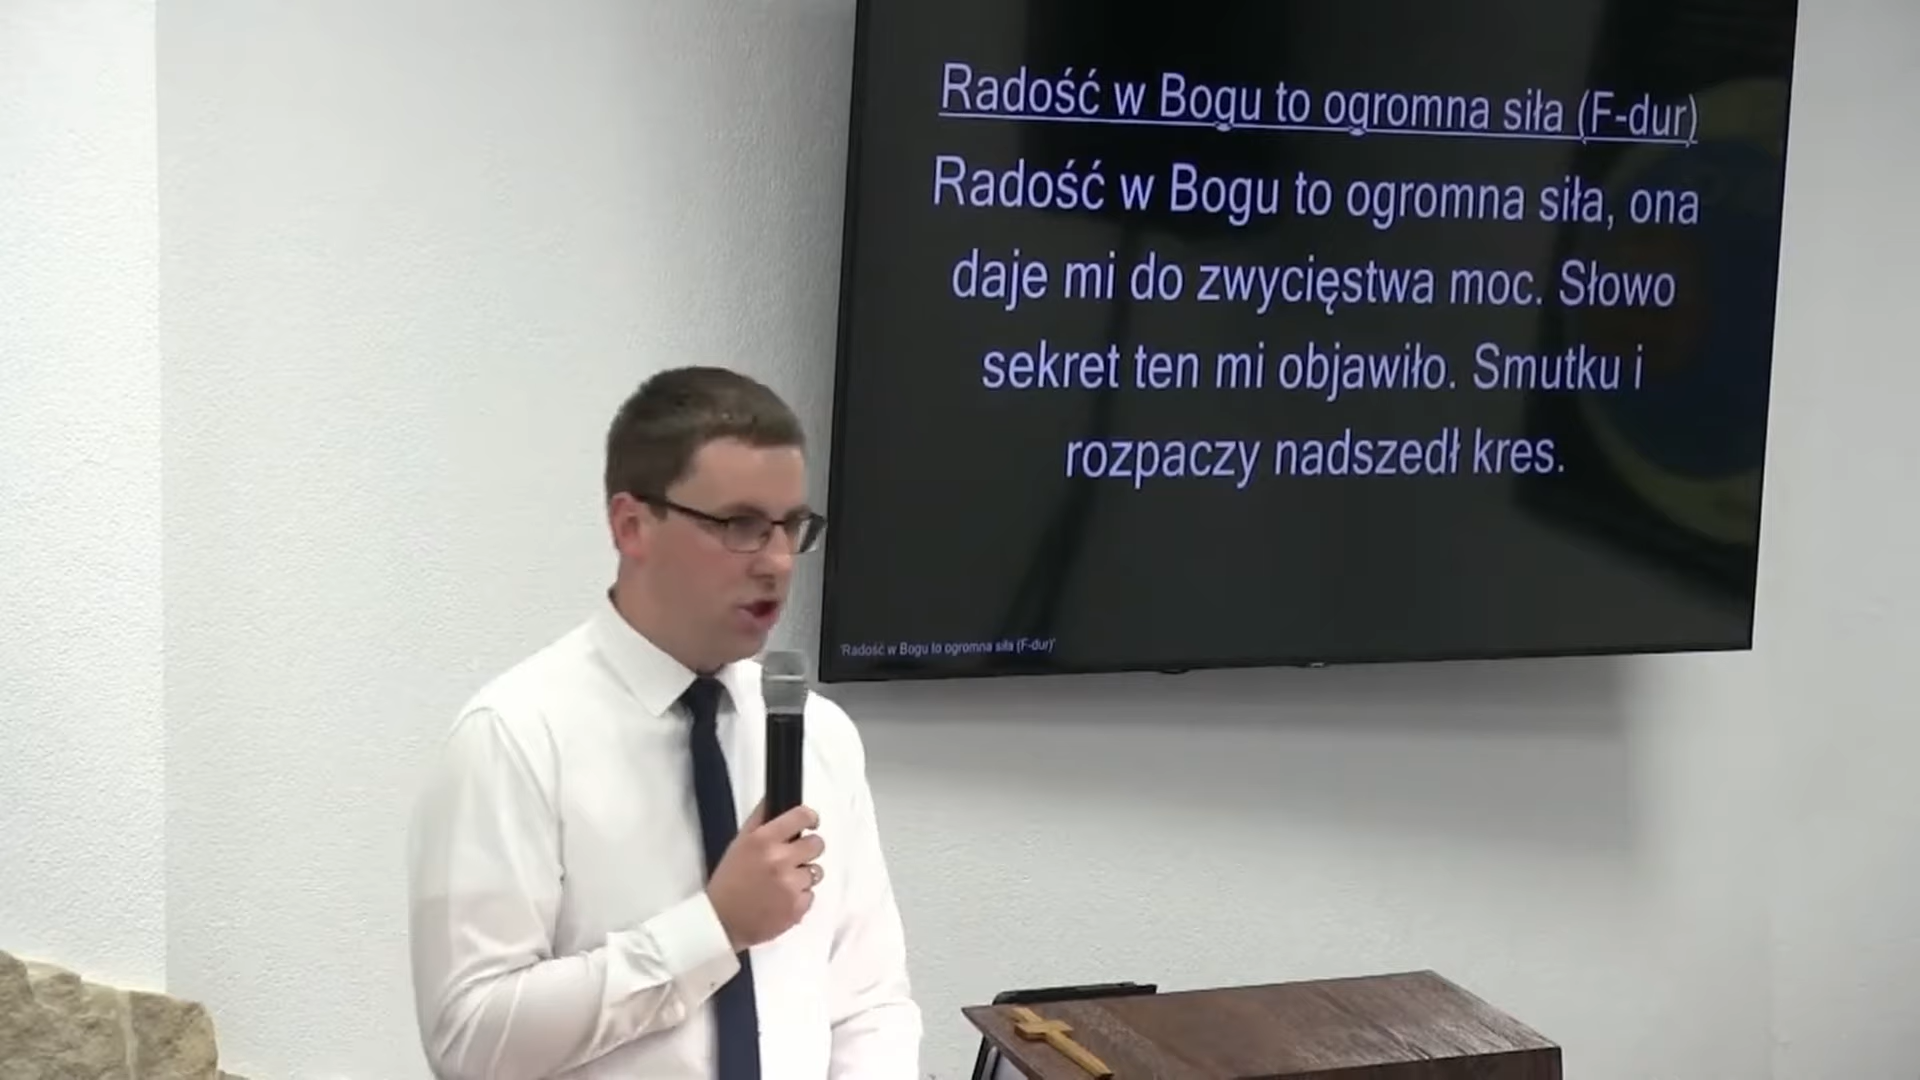 Radość w Bogu to ogromna siła (F-dur)
Radość w Bogu to ogromna siła, ona
daje mi do zwycięstwa moc. Słowo
sekret ten mi objawiło. Smutku i
rozpaczy nadszedł kres.
'Radość w Bogu to ogromna siła (F-dur)'